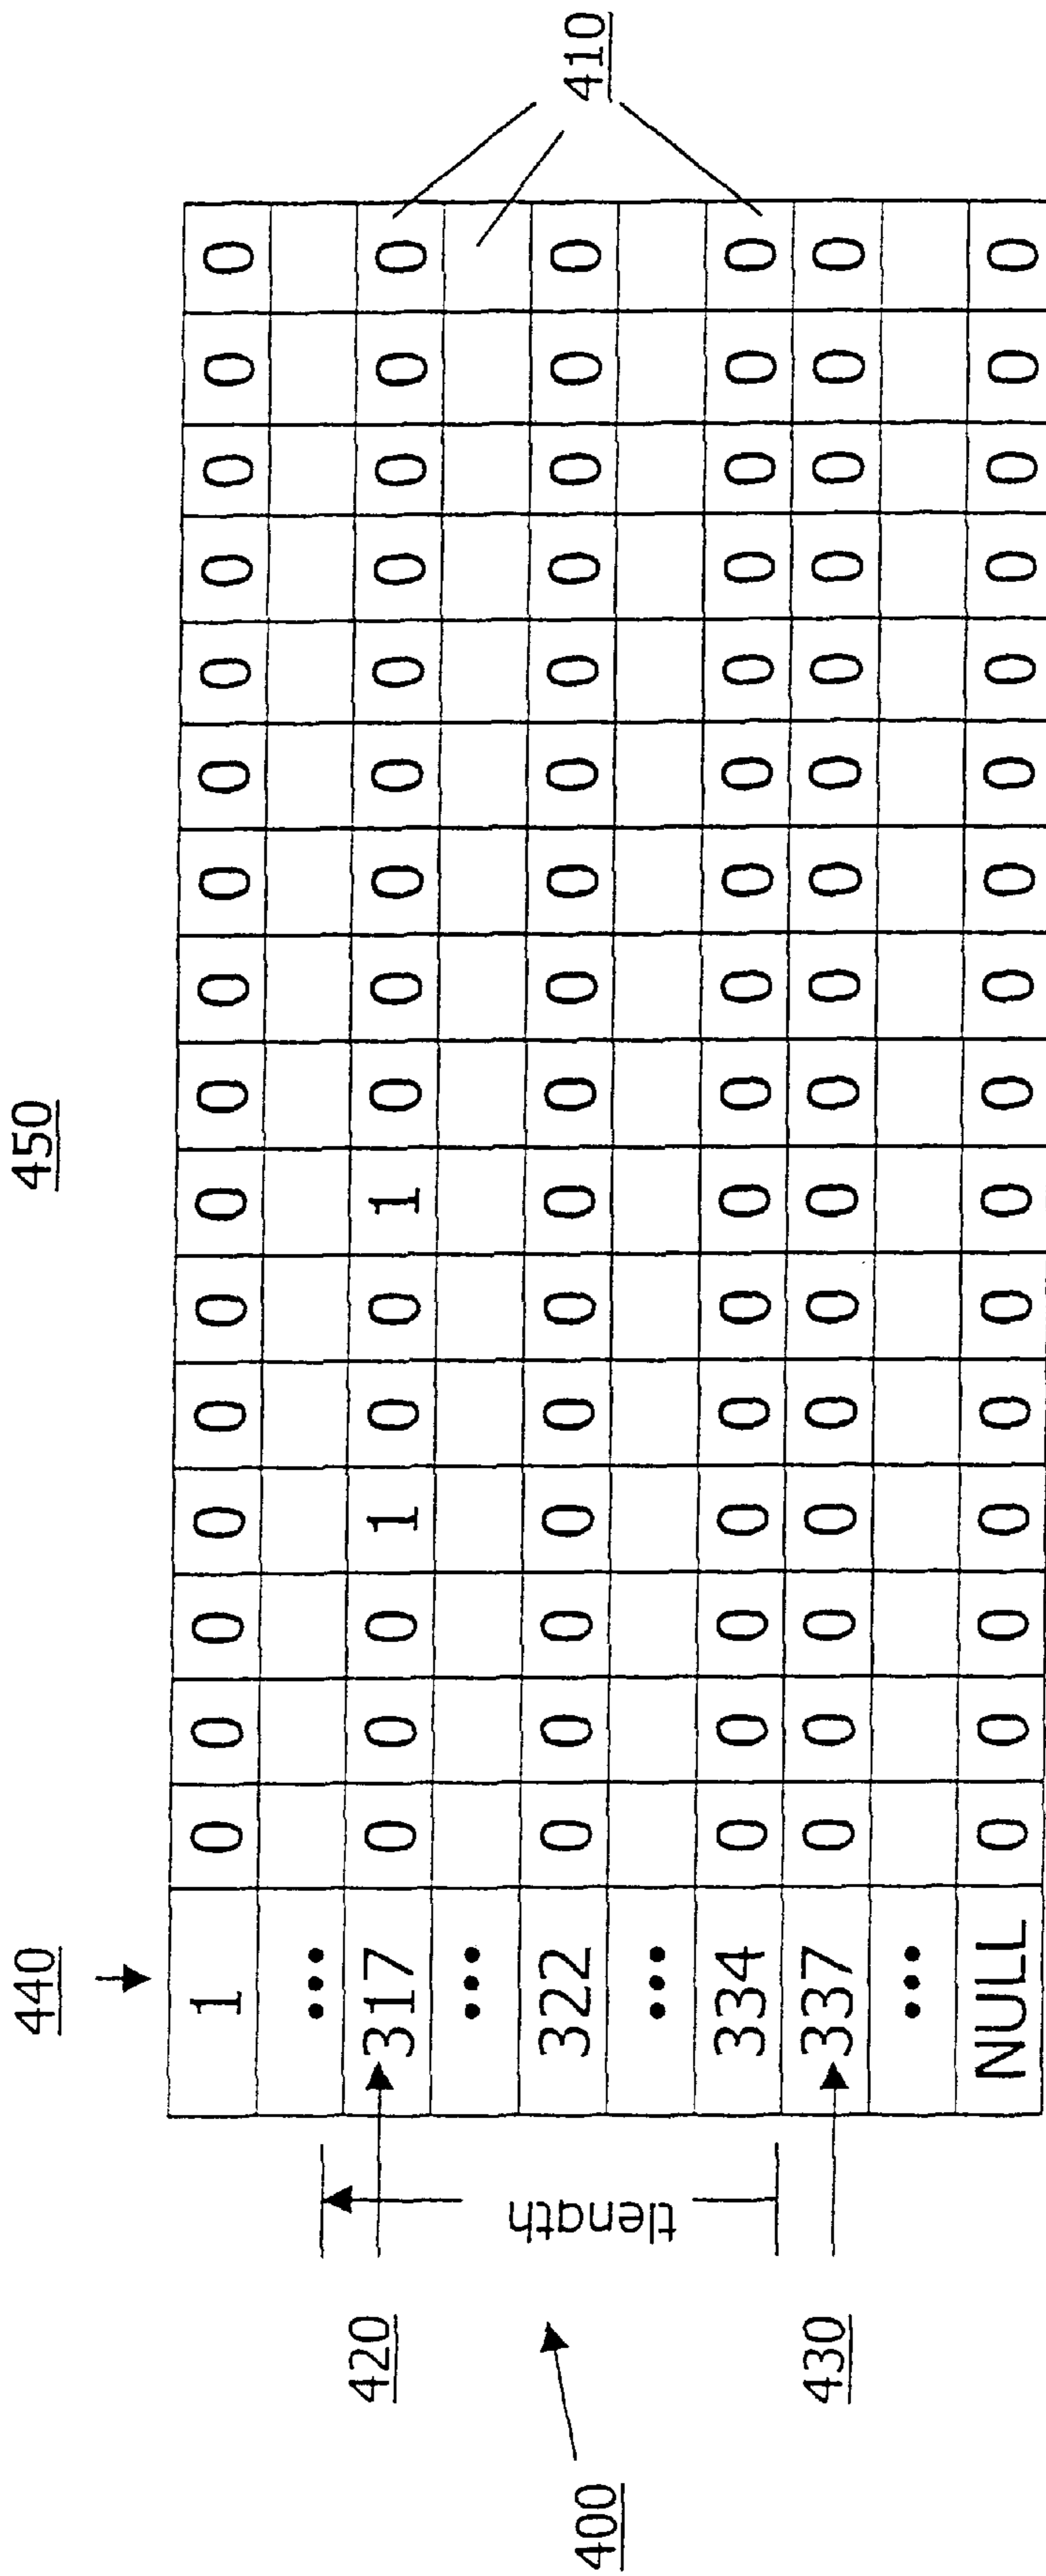 450
440
1 0 0 0 0 0 0 0 0 0 0 0 0 0 0 0 0
•••
420 317 0 0 0 1 0 0 1 0 0 0 0 0 0 0 0 0
•••
322 0 0 0 0 0 0 0 0 0 0 0 0 0 0 0 0
•••
334 0 0 0 0 0 0 0 0 0 0 0 0 0 0 0 0
430 337 0 0 0 0 0 0 0 0 0 0 0 0 0 0 0 0
•••
NULL 0 0 0 0 0 0 0 0 0 0 0 0 0 0 0 0
tlength
400
410